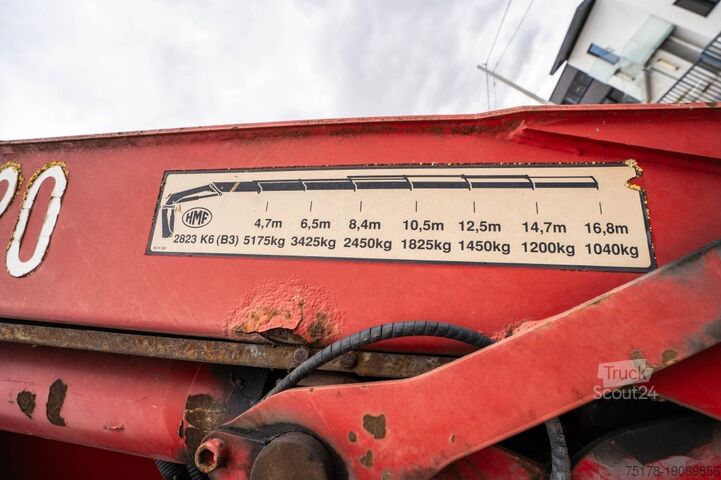 PO
HMF
4,7m 6,5m 8,4m 10,5m 12,5m 14,7m 16,8m
2823 K6 (B3) 5175kg 3425kg 2450kg 1825kg 1450kg 1200kg 1040kg
Truck
Scout24
75178-19089856